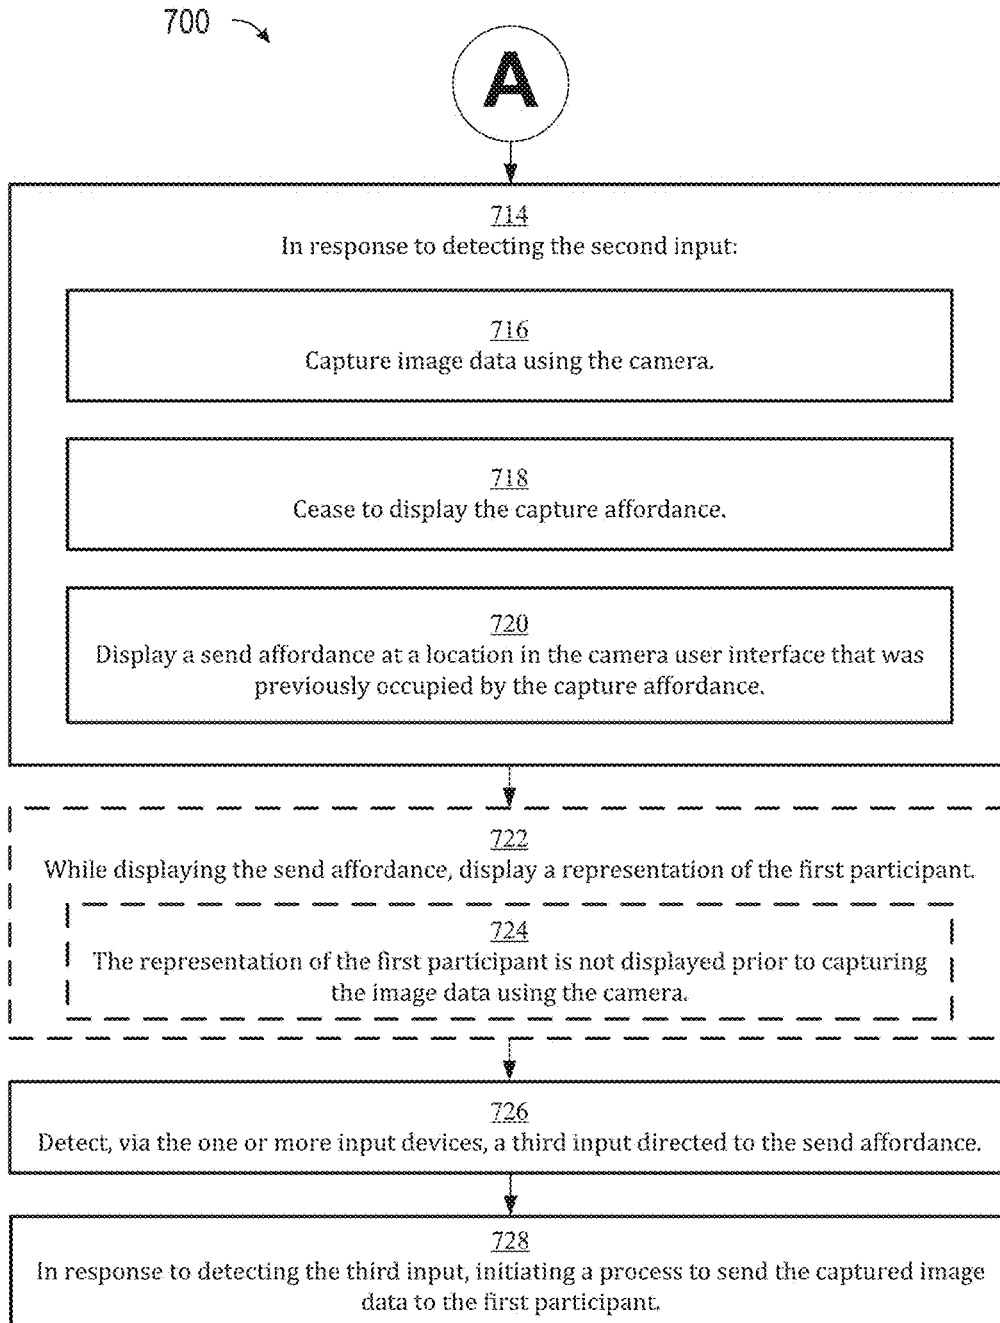 700
A
714
In response to detecting the second input:
716
Capture image data using the camera.
718
Cease to display the capture affordance.
720
Display a send affordance at a location in the camera user interface that was
previously occupied by the capture affordance.
722
While displaying the send affordance, display a representation of the first participant.
724
The representation of the first participant is not displayed prior to capturing
the image data using the camera.
726
Detect, via the one or more input devices, a third input directed to the send affordance.
728
In response to detecting the third input, initiating a process to send the captured image
data to the first participant.